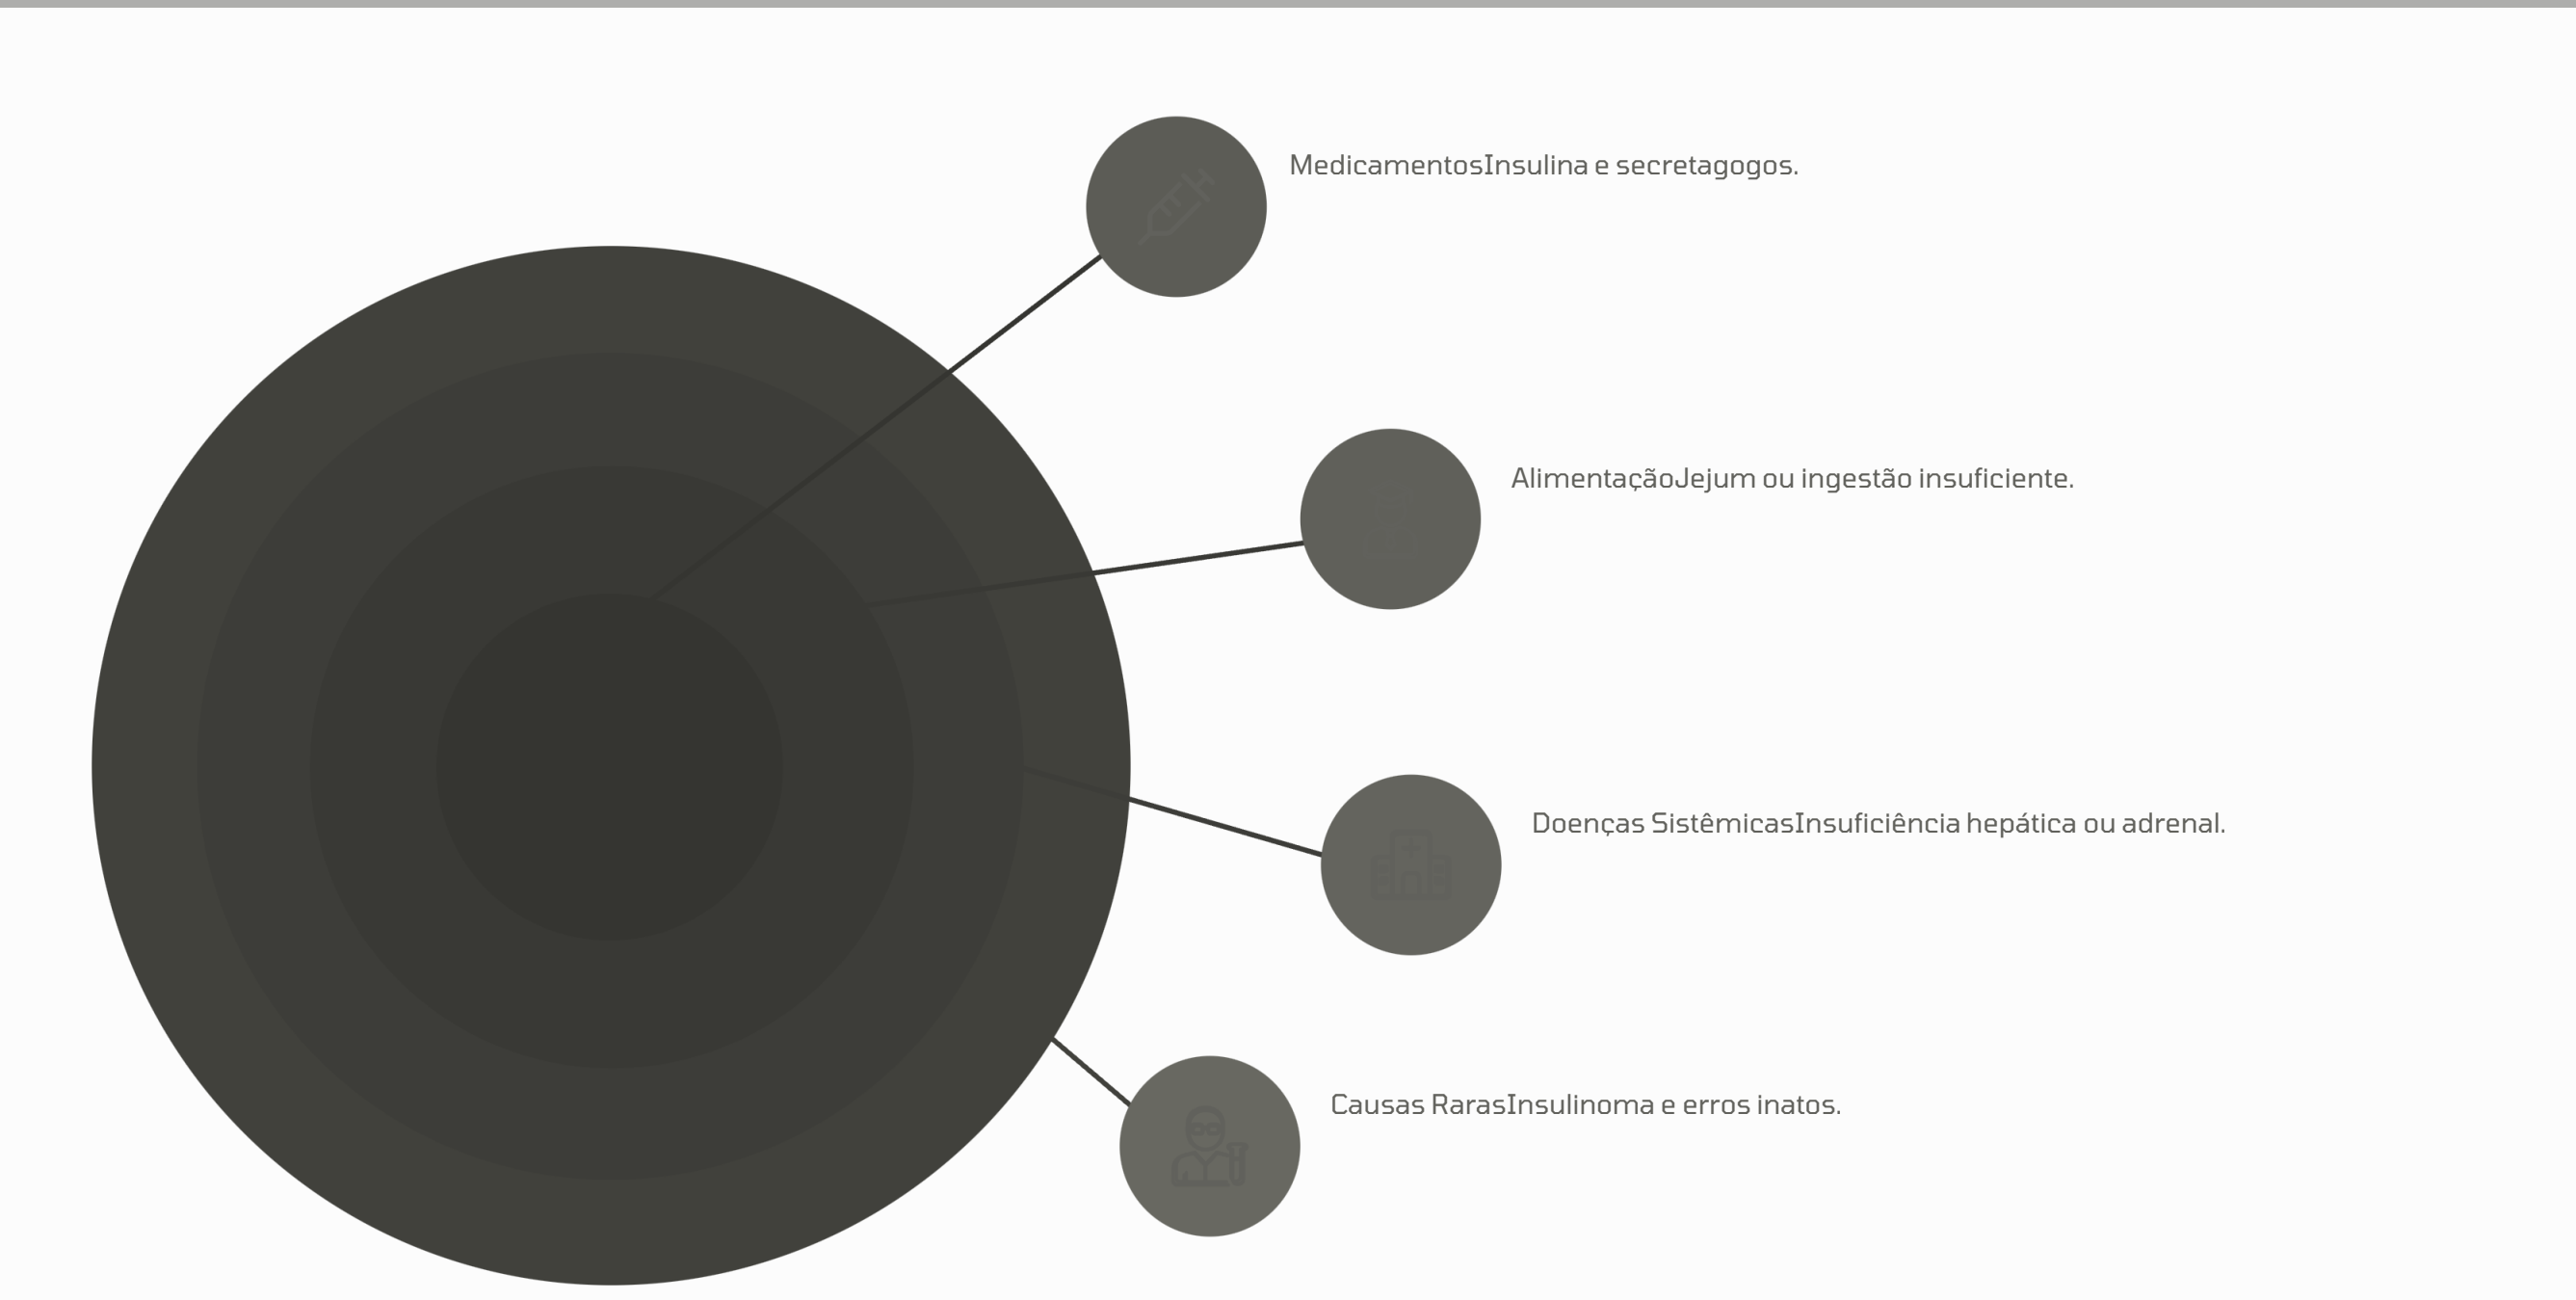 MedicamentosInsulina e secretagogos.
AlimentaçãoJejum ou ingestão insuficiente.
Doenças SistêmicasInsuficiência hepática ou adrenal.
Causas RarasInsulinoma e erros inatos.